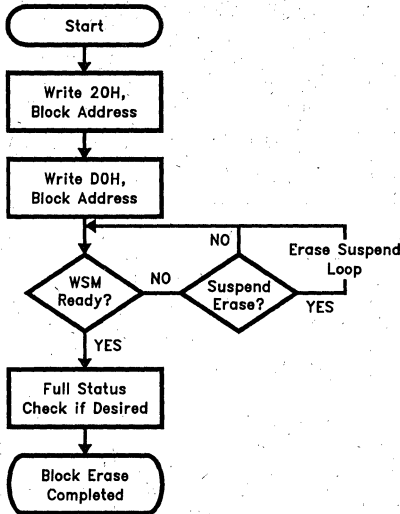 Start
Write 20H,
Block Address
Write D0H,
Block Address
NO
Erase Suspend
Loop
WSM
Ready?
NO
Suspend
Erase?
YES
YES
Full Status
Check if Desired
Block Erase
Completed